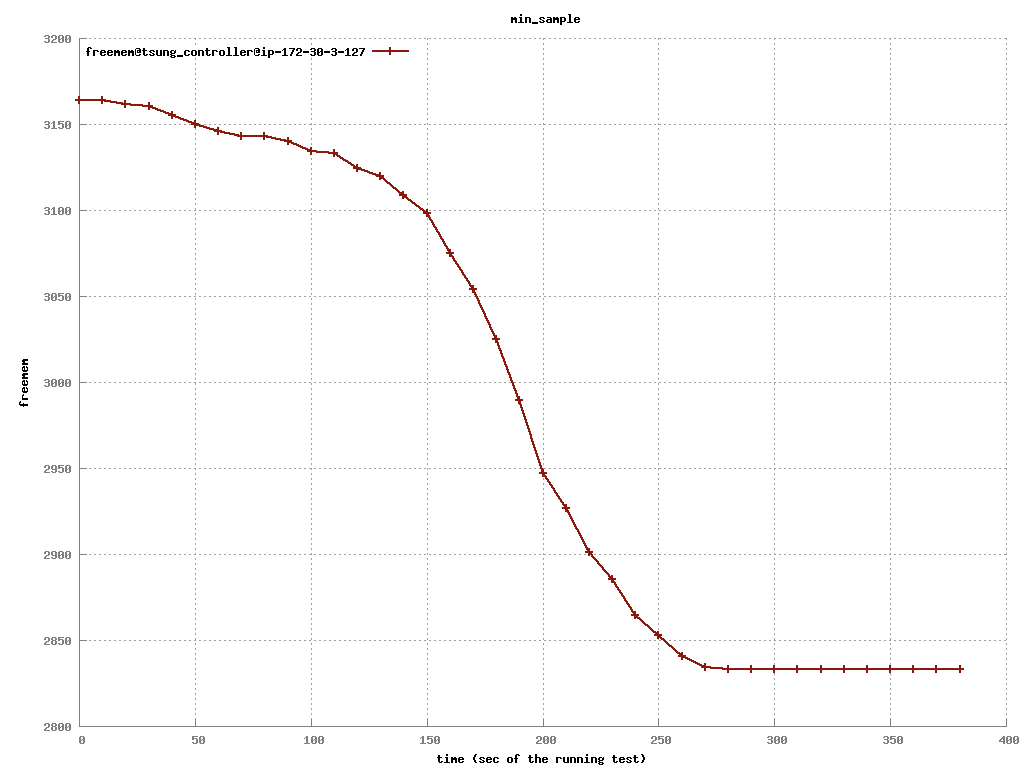 min_sample
freemem@tsung_controller@ip-172-30-3-127
3200
3150
3100
3050
3000
2950
2900
2850
2800
freemem
0 50 100 150 200 250 300 350 400
time (sec of the running test)